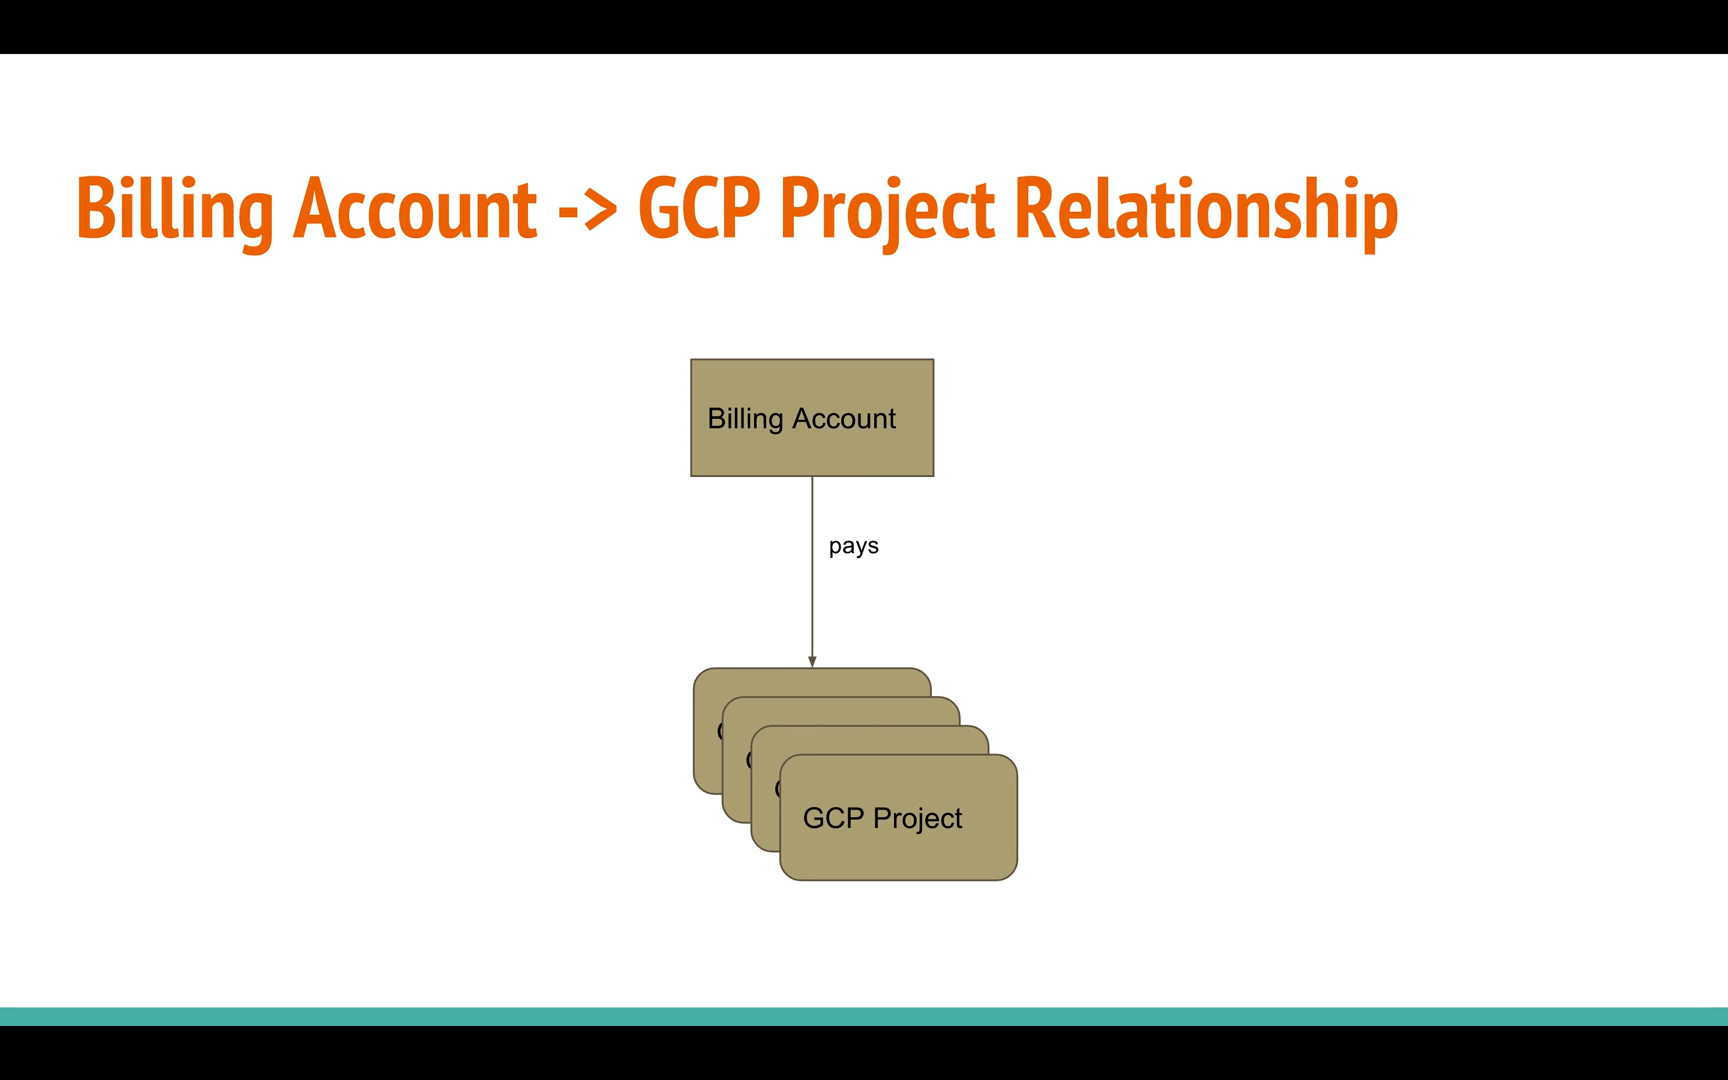 Billing Account -> GCP Project Relationship
Billing Account
pays
GCP Project